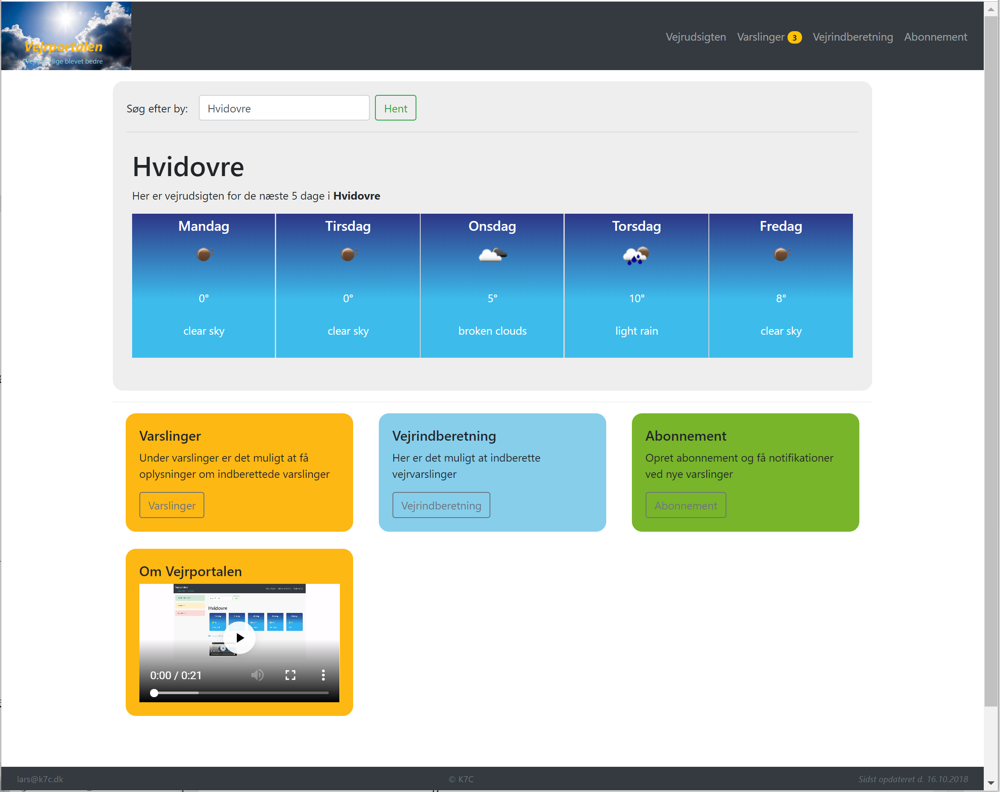 Vejrportalen
Vejret er lige blevet bedre
Vejrudsigten Varslinger 3 Vejrindberetning Abonnement
Søg efter by: Hvidovre Hent
Hvidovre
Her er vejrudsigten for de næste 5 dage i Hvidovre
Mandag Tirsdag Onsdag Torsdag Fredag
0° 0° 5° 10° 8°
clear sky clear sky broken clouds light rain clear sky
Varslinger
Under varslinger er det muligt at få
oplysninger om indberettede varslinger
Varslinger
Vejrindberetning
Her er det muligt at indberette
vejrvarslinger
Vejrindberetning
Abonnement
Opret abonnement og få notifikationer
ved nye varslinger
Abonnement
Om Vejrportalen
Vejrportalen
Hvidovre
0:00 / 0:21
lars@k7c.dk © K7C Sidst opdateret d. 16.10.2018